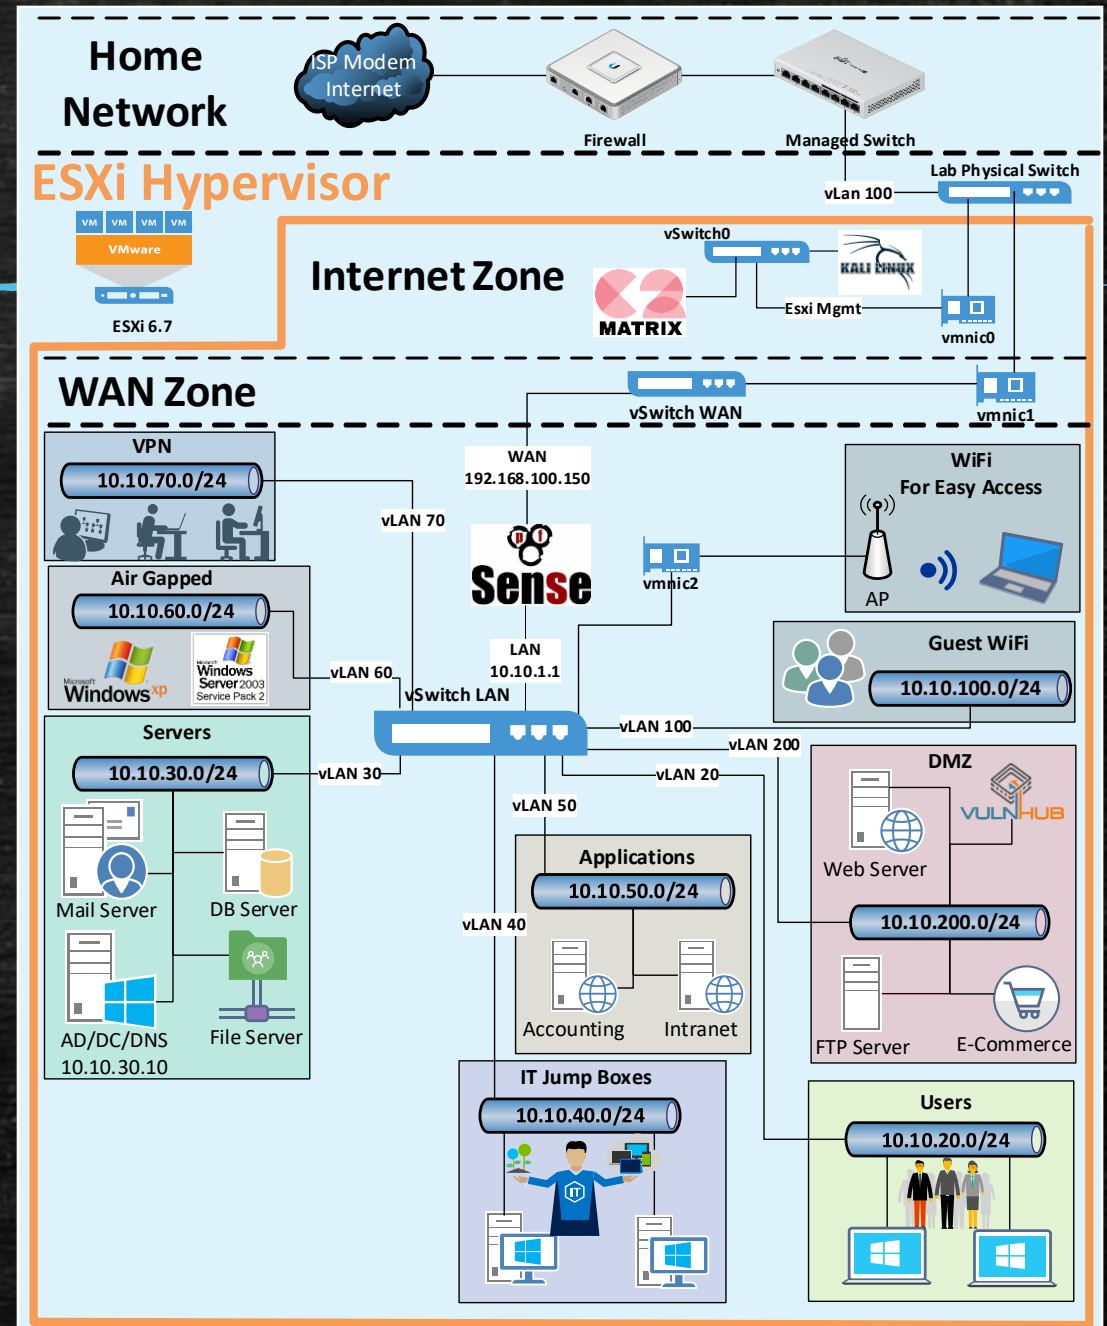 Home
Network
ISP Modem
Internet
Firewall
Managed Switch
ESXi Hypervisor
vLan 100
Lab Physical Switch
VM VM VM VM
VMware
ESXi 6.7
Internet Zone
vSwitch0
KALI LINUX
C2
MATRIX
Esxi Mgmt
vmnic0
WAN Zone
vSwitch WAN
vmnic1
VPN
10.10.70.0/24
vLAN 70
WAN
192.168.100.150
pf
Sense
LAN
10.10.1.1
vmnic2
WiFi
For Easy Access
AP
Air Gapped
10.10.60.0/24
Microsoft
Windows xp
Microsoft
Windows
Server 2003
Service Pack 2
vLAN 60
vSwitch LAN
Guest WiFi
10.10.100.0/24
vLAN 100
vLAN 200
vLAN 20
vLAN 30
vLAN 50
vLAN 40
Servers
10.10.30.0/24
Mail Server
DB Server
AD/DC/DNS
10.10.30.10
File Server
Applications
10.10.50.0/24
Accounting
Intranet
DMZ
VULNHUB
Web Server
10.10.200.0/24
FTP Server
E-Commerce
IT Jump Boxes
10.10.40.0/24
IT
Users
10.10.20.0/24